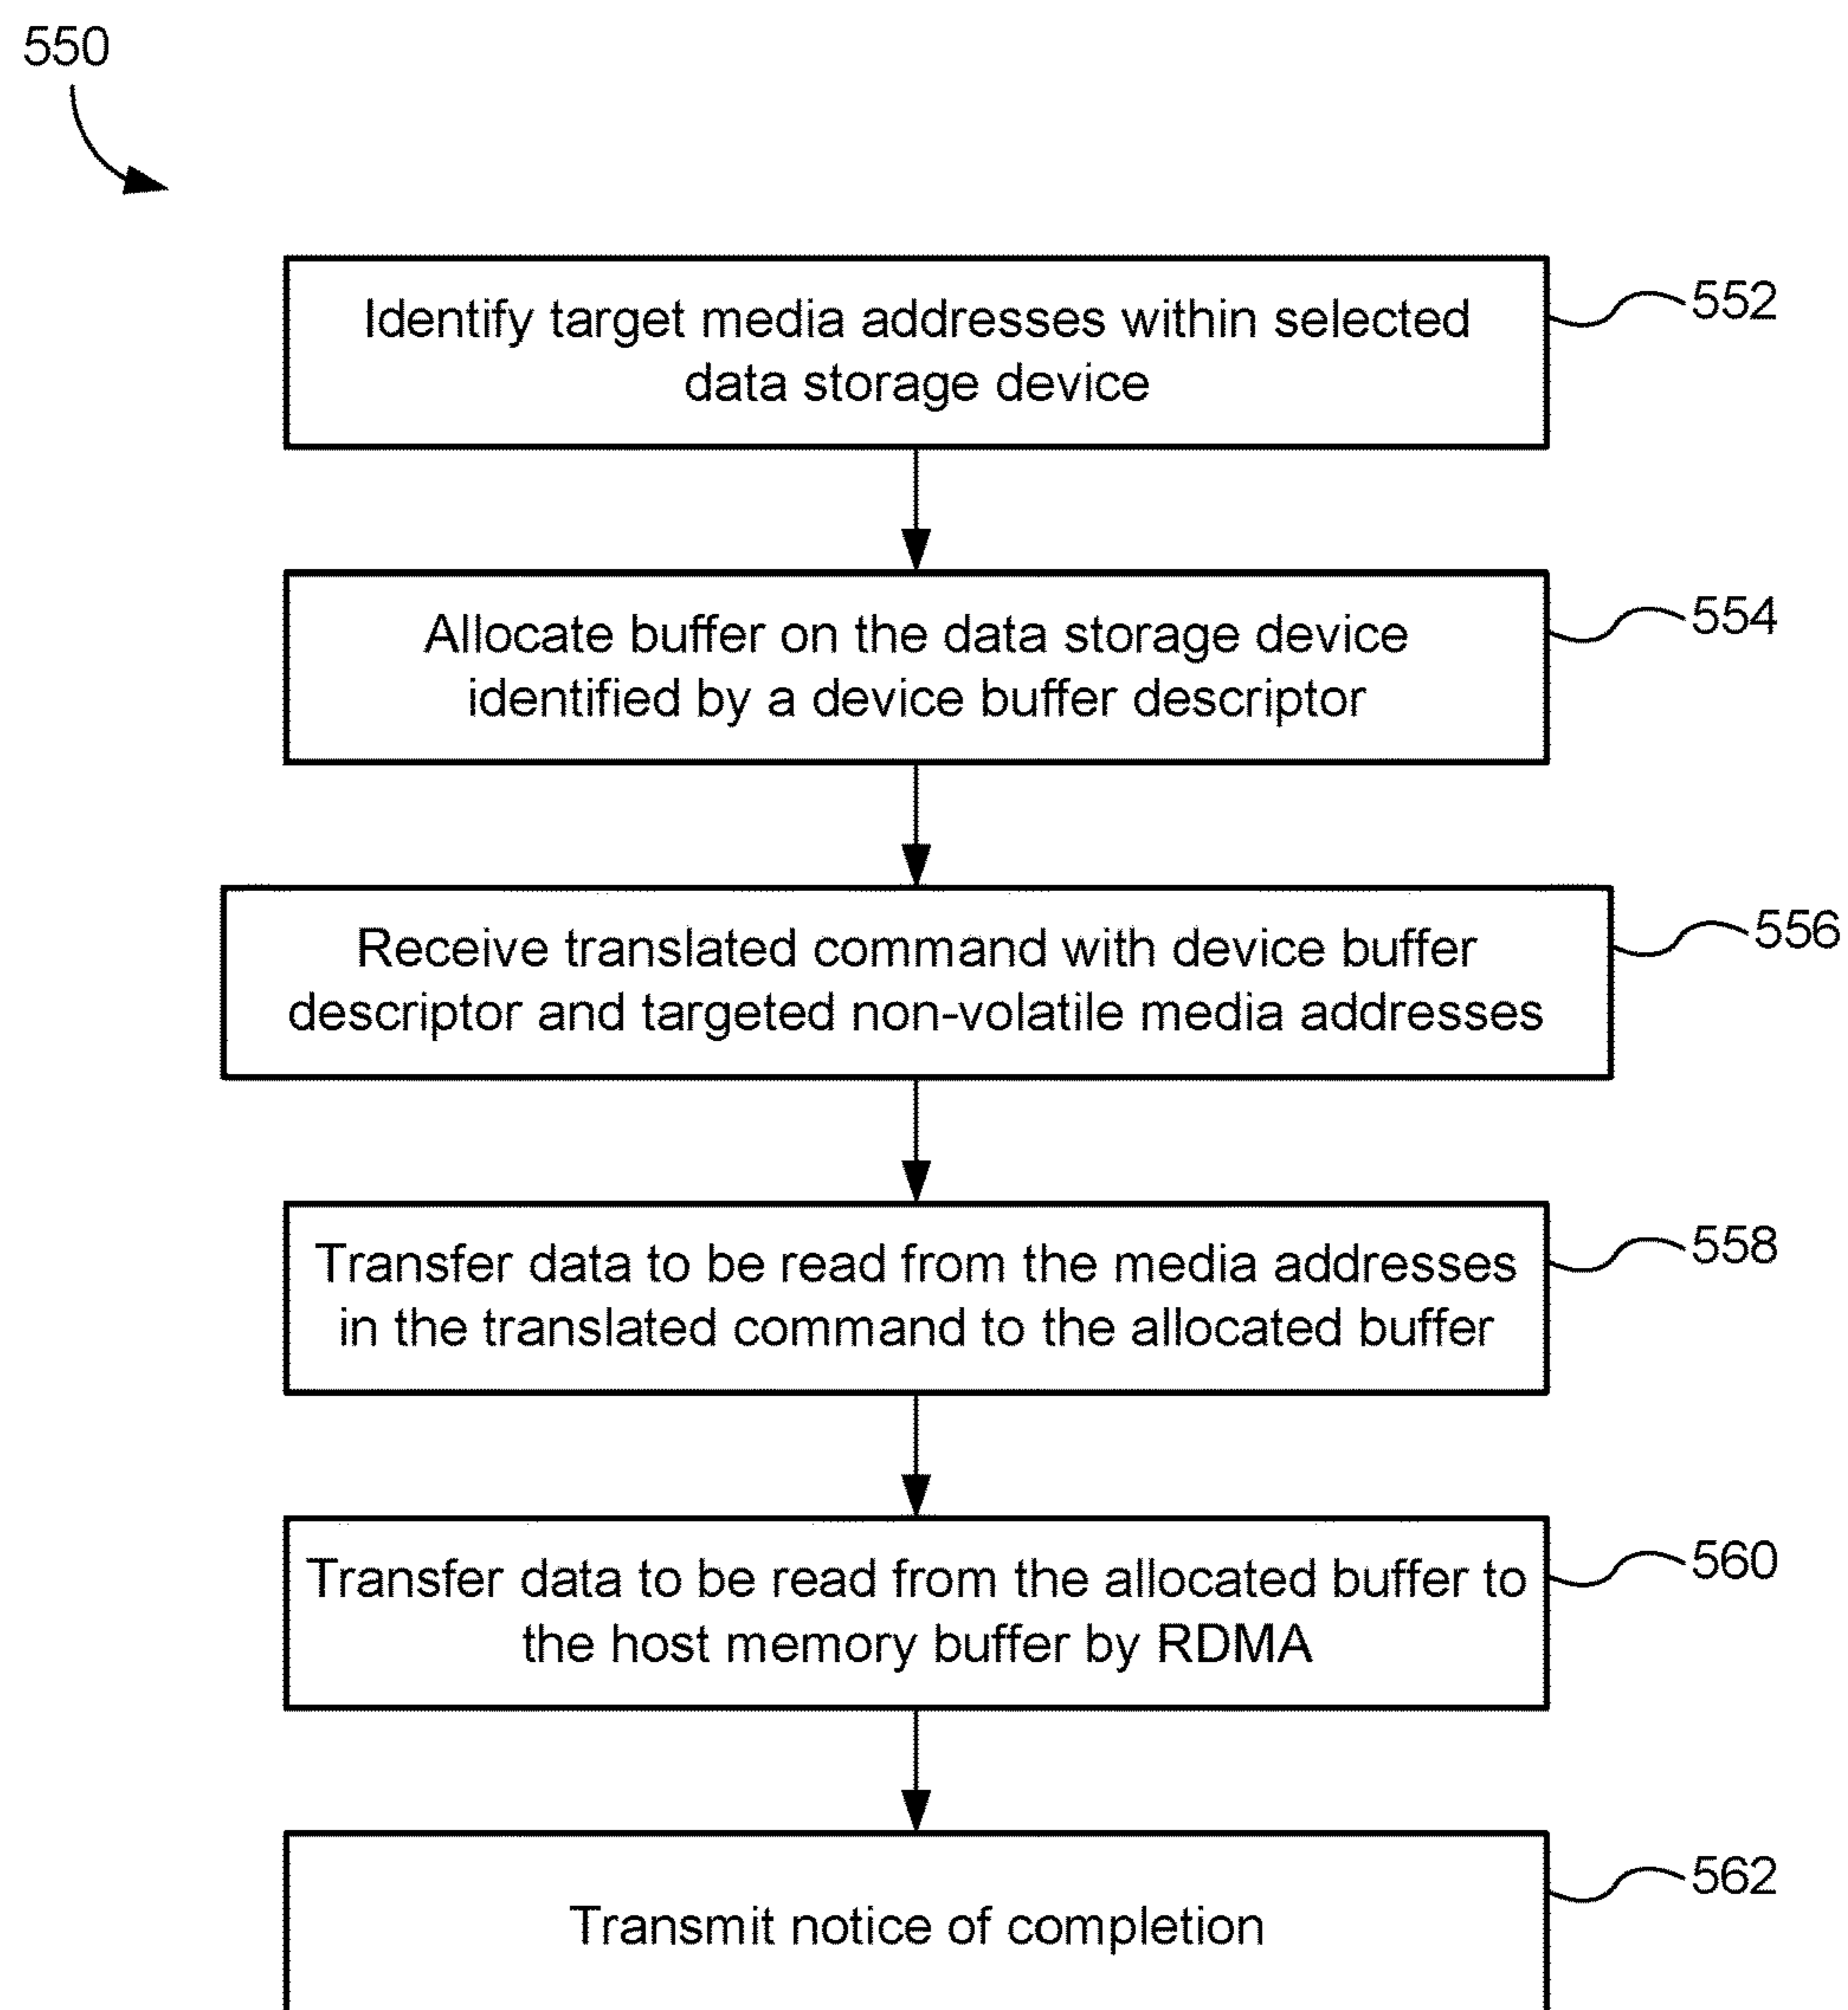 550
Identify target media addresses within selected
data storage device
552
Allocate buffer on the data storage device
identified by a device buffer descriptor
554
Receive translated command with device buffer
descriptor and targeted non-volatile media addresses
556
Transfer data to be read from the media addresses
in the translated command to the allocated buffer
558
Transfer data to be read from the allocated buffer to
the host memory buffer by RDMA
560
Transmit notice of completion
562